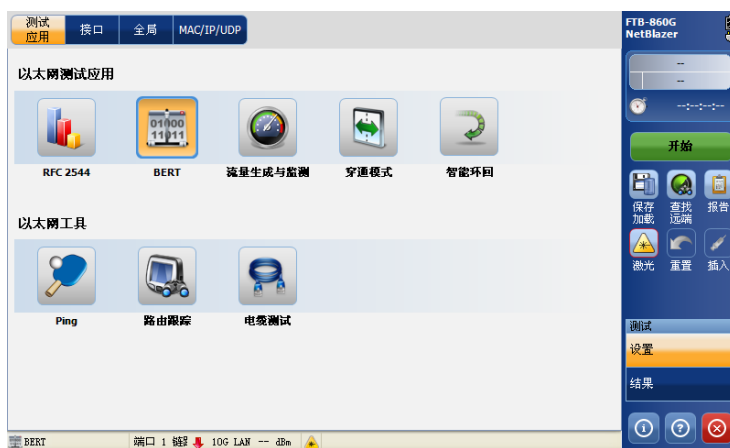 测试
应用
接口
全局
MAC/IP/UDP
以太网测试应用
01000
11011
RFC 2544
BERT
流量生成与监测
穿通模式
智能环回
以太网工具
Ping
路由跟踪
电缆测试
BERT
端口 1 链路 10G LAN -- dBm
FTB-860G
NetBlazer
--
--
--:--:--
开始
保存
加载
查找
远端
报告
激光
重置
插入
测试
设置
结果